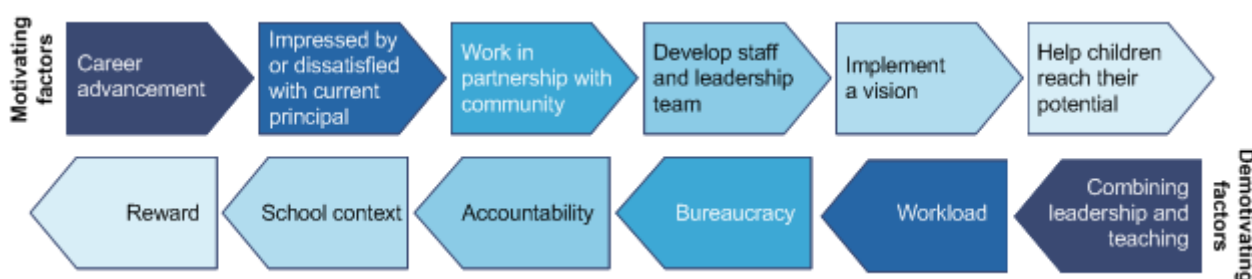 Motivating
factors
Career
advancement
Impressed by
or dissatisfied
with current
principal
Work in
partnership with
community
Develop staff
and leadership
team
Implement
a vision
Help children
reach their
potential
Reward
School context
Accountability
Bureaucracy
Workload
Combining
leadership and
teaching
Demotivating
factors